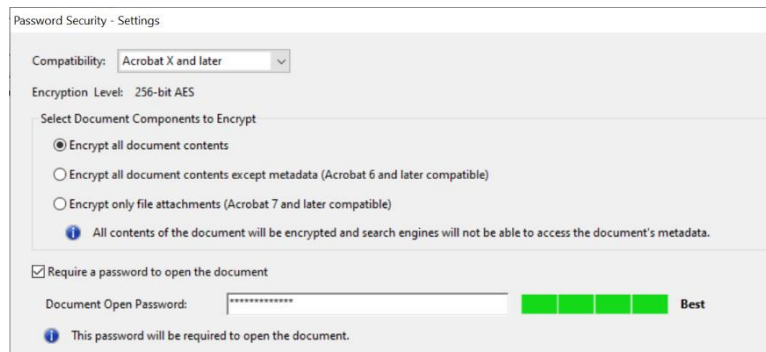 Password Security - Settings
Compatibility: Acrobat X and later
Encryption Level: 256-bit AES
Select Document Components to Encrypt
Encrypt all document contents
Encrypt all document contents except metadata (Acrobat 6 and later compatible)
Encrypt only file attachments (Acrobat 7 and later compatible)
All contents of the document will be encrypted and search engines will not be able to access the document's metadata.
Require a password to open the document
Document Open Password: ************* Best
This password will be required to open the document.